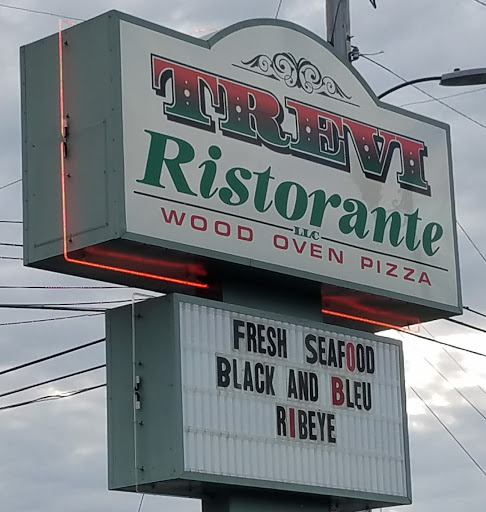 TREVI
Ristorante
LLC
WOOD OVEN PIZZA
FRESH SEAFOOD
BLACK AND BLEU
RIBEYE